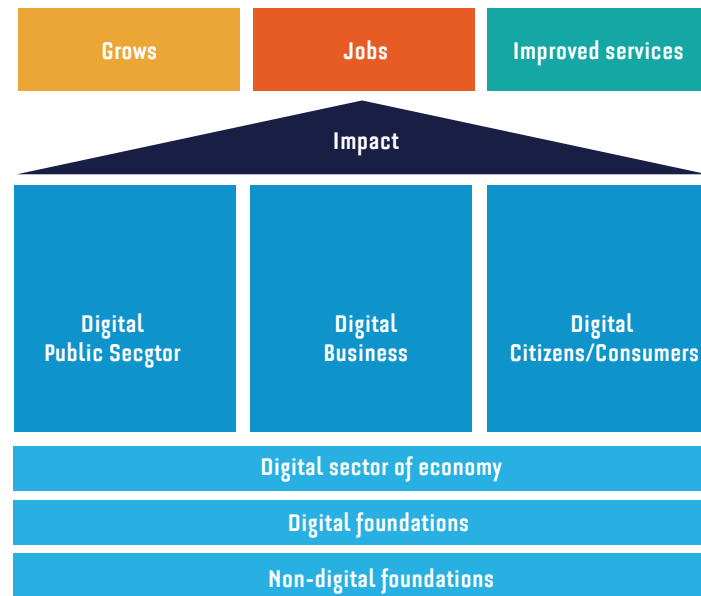 Grows
Jobs
Improved services
Impact
Digital
Public Secgtor
Digital
Business
Digital
Citizens/Consumers
Digital sector of economy
Digital foundations
Non-digital foundations